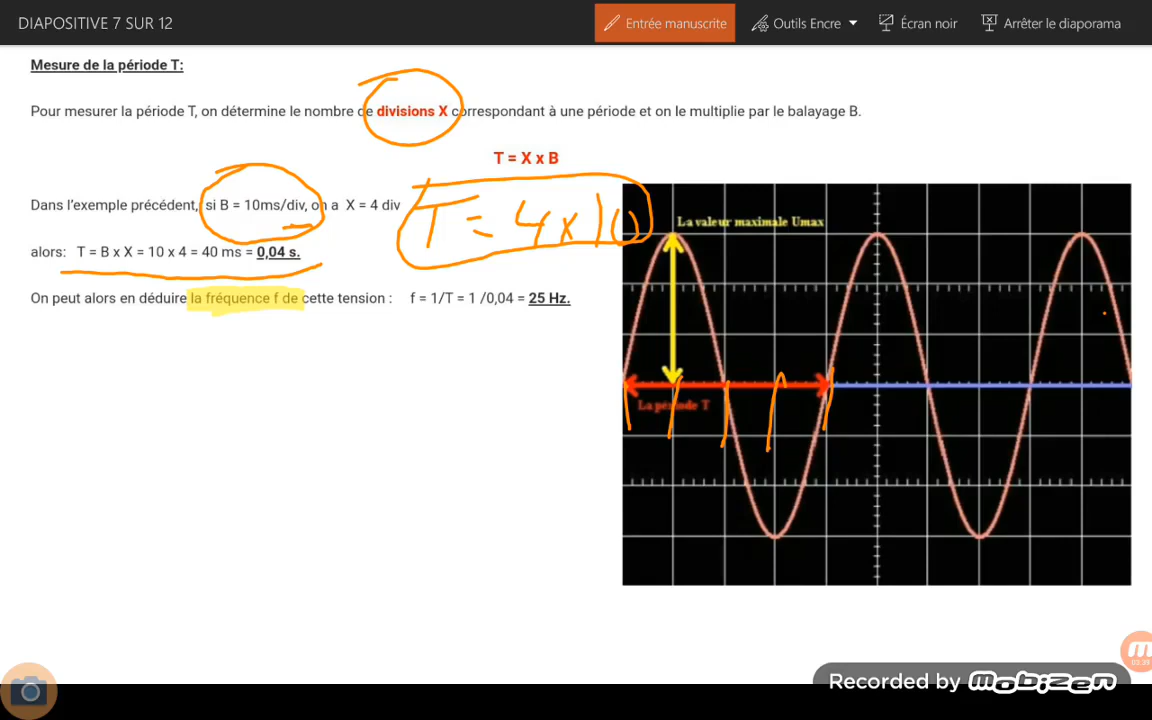 DIAPOSITIVE 7 SUR 12
Entrée manuscrite
Outils Encre
Écran noir
Arrêter le diaporama
Mesure de la période T:
Pour mesurer la période T, on détermine le nombre de divisions X correspondant à une période et on le multiplie par le balayage B.
T = X x B
Dans l'exemple précédent, si B = 10ms/div, on a X = 4 div
T = 4 x 10
alors: T = B x X = 10 x 4 = 40 ms = 0,04 s.
On peut alors en déduire la fréquence f de cette tension : f = 1/T = 1 /0,04 = 25 Hz.
La valeur maximale Umax
La période T
03:39
Recorded by mobizen